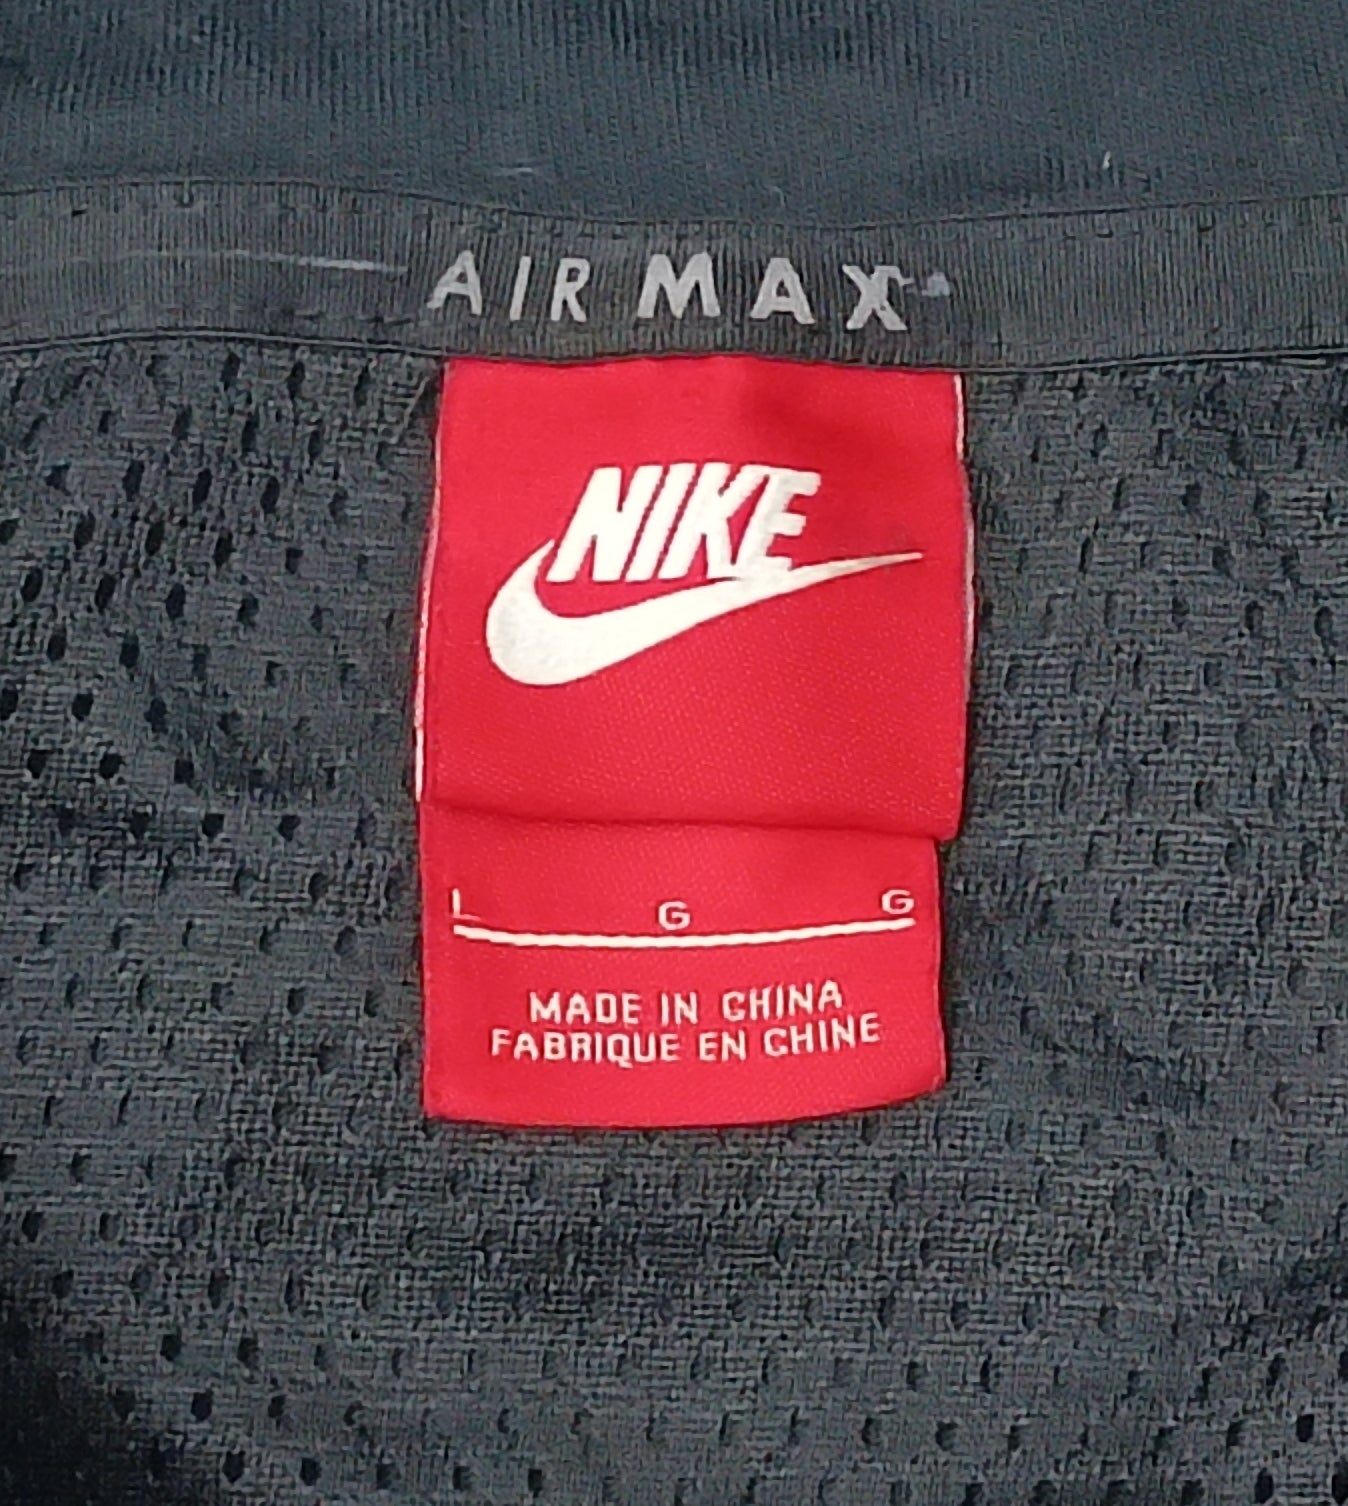 AIR MAX
NIKE
L G G
MADE IN CHINA
FABRIQUE EN CHINE